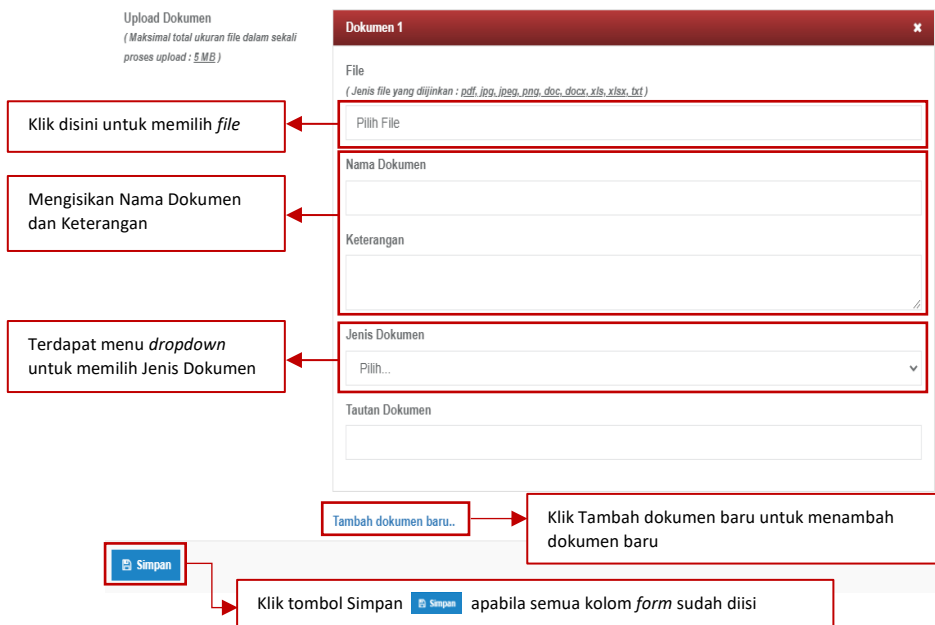 Upload Dokumen
( Maksimal total ukuran file dalam sekali
proses upload : 5 MB )
Dokumen 1
File
( Jenis file yang diijinkan : pdf, jpg, jpeg, png, doc, docx, xls, xlsx, txt )
Klik disini untuk memilih file
Pilih File
Nama Dokumen
Mengisikan Nama Dokumen
dan Keterangan
Keterangan
Jenis Dokumen
Terdapat menu dropdown
untuk memilih Jenis Dokumen
Pilih...
Tautan Dokumen
Tambah dokumen baru..
Klik Tambah dokumen baru untuk menambah
dokumen baru
Simpan
Klik tombol Simpan Simpan apabila semua kolom form sudah diisi